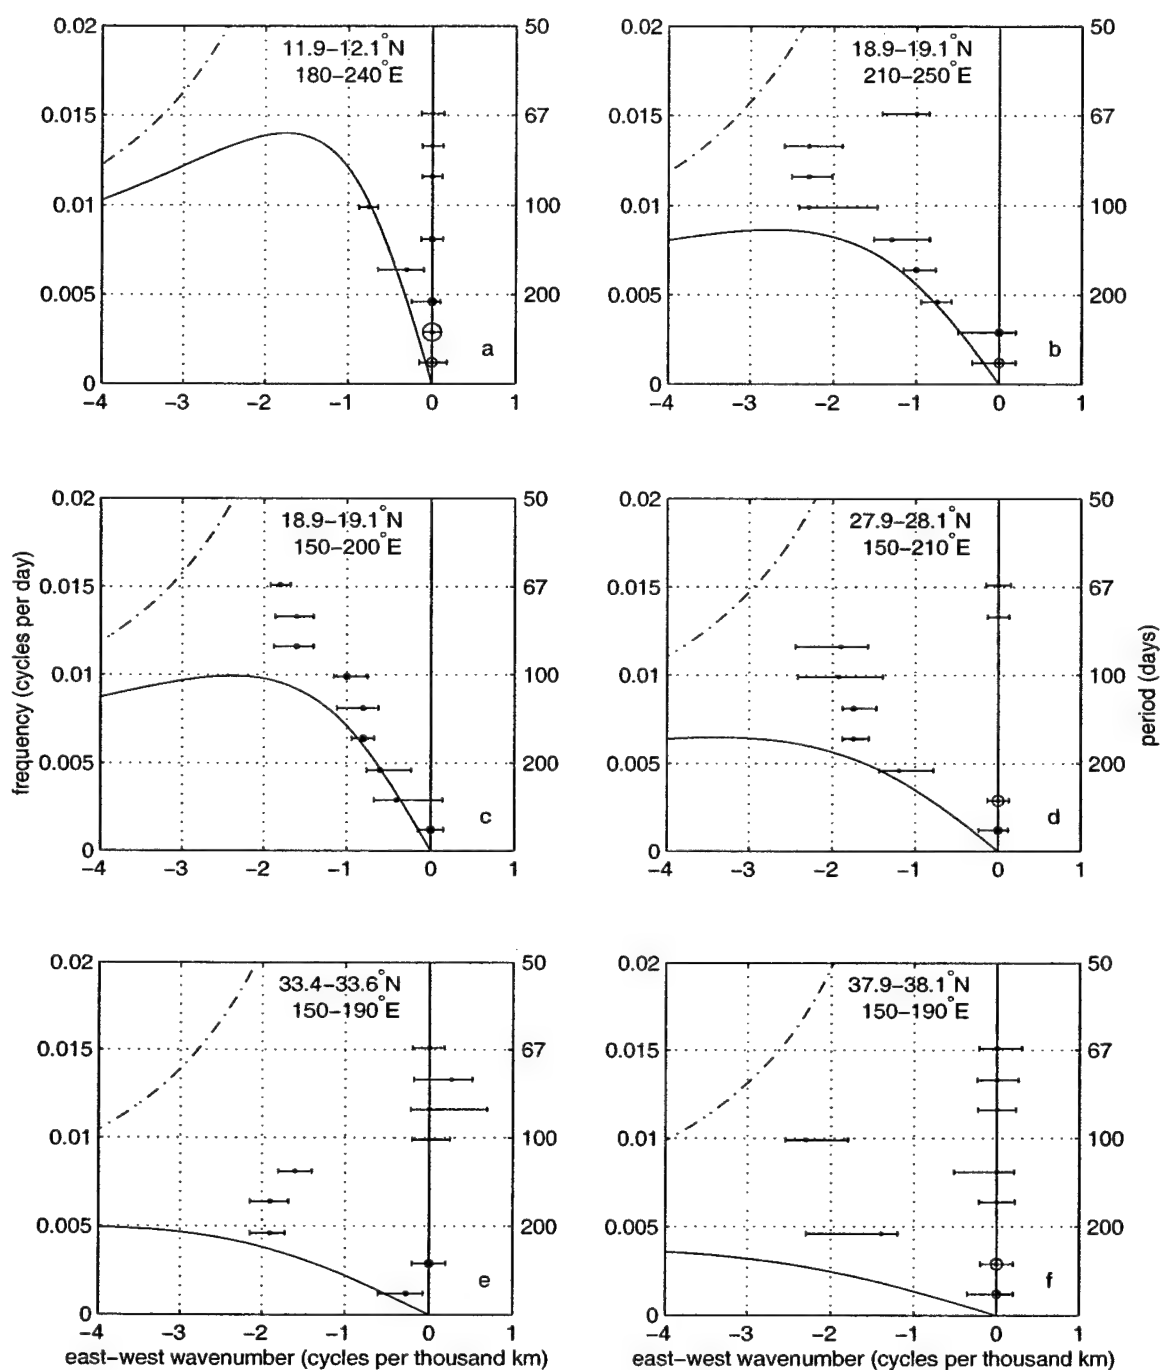 0.02
0.015
0.01
0.005
0
11.9–12.1°N
180–240°E
a
50
67
100
200
−4 −3 −2 −1 0 1
0.02
0.015
0.01
0.005
0
18.9–19.1°N
210–250°E
b
50
67
100
200
−4 −3 −2 −1 0 1
frequency (cycles per day)
0.02
0.015
0.01
0.005
0
18.9–19.1°N
150–200°E
c
50
67
100
200
−4 −3 −2 −1 0 1
0.02
0.015
0.01
0.005
0
27.9–28.1°N
150–210°E
d
50
67
100
200
−4 −3 −2 −1 0 1
period (days)
0.02
0.015
0.01
0.005
0
33.4–33.6°N
150–190°E
e
50
67
100
200
−4 −3 −2 −1 0 1
east–west wavenumber (cycles per thousand km)
0.02
0.015
0.01
0.005
0
37.9–38.1°N
150–190°E
f
50
67
100
200
−4 −3 −2 −1 0 1
east–west wavenumber (cycles per thousand km)